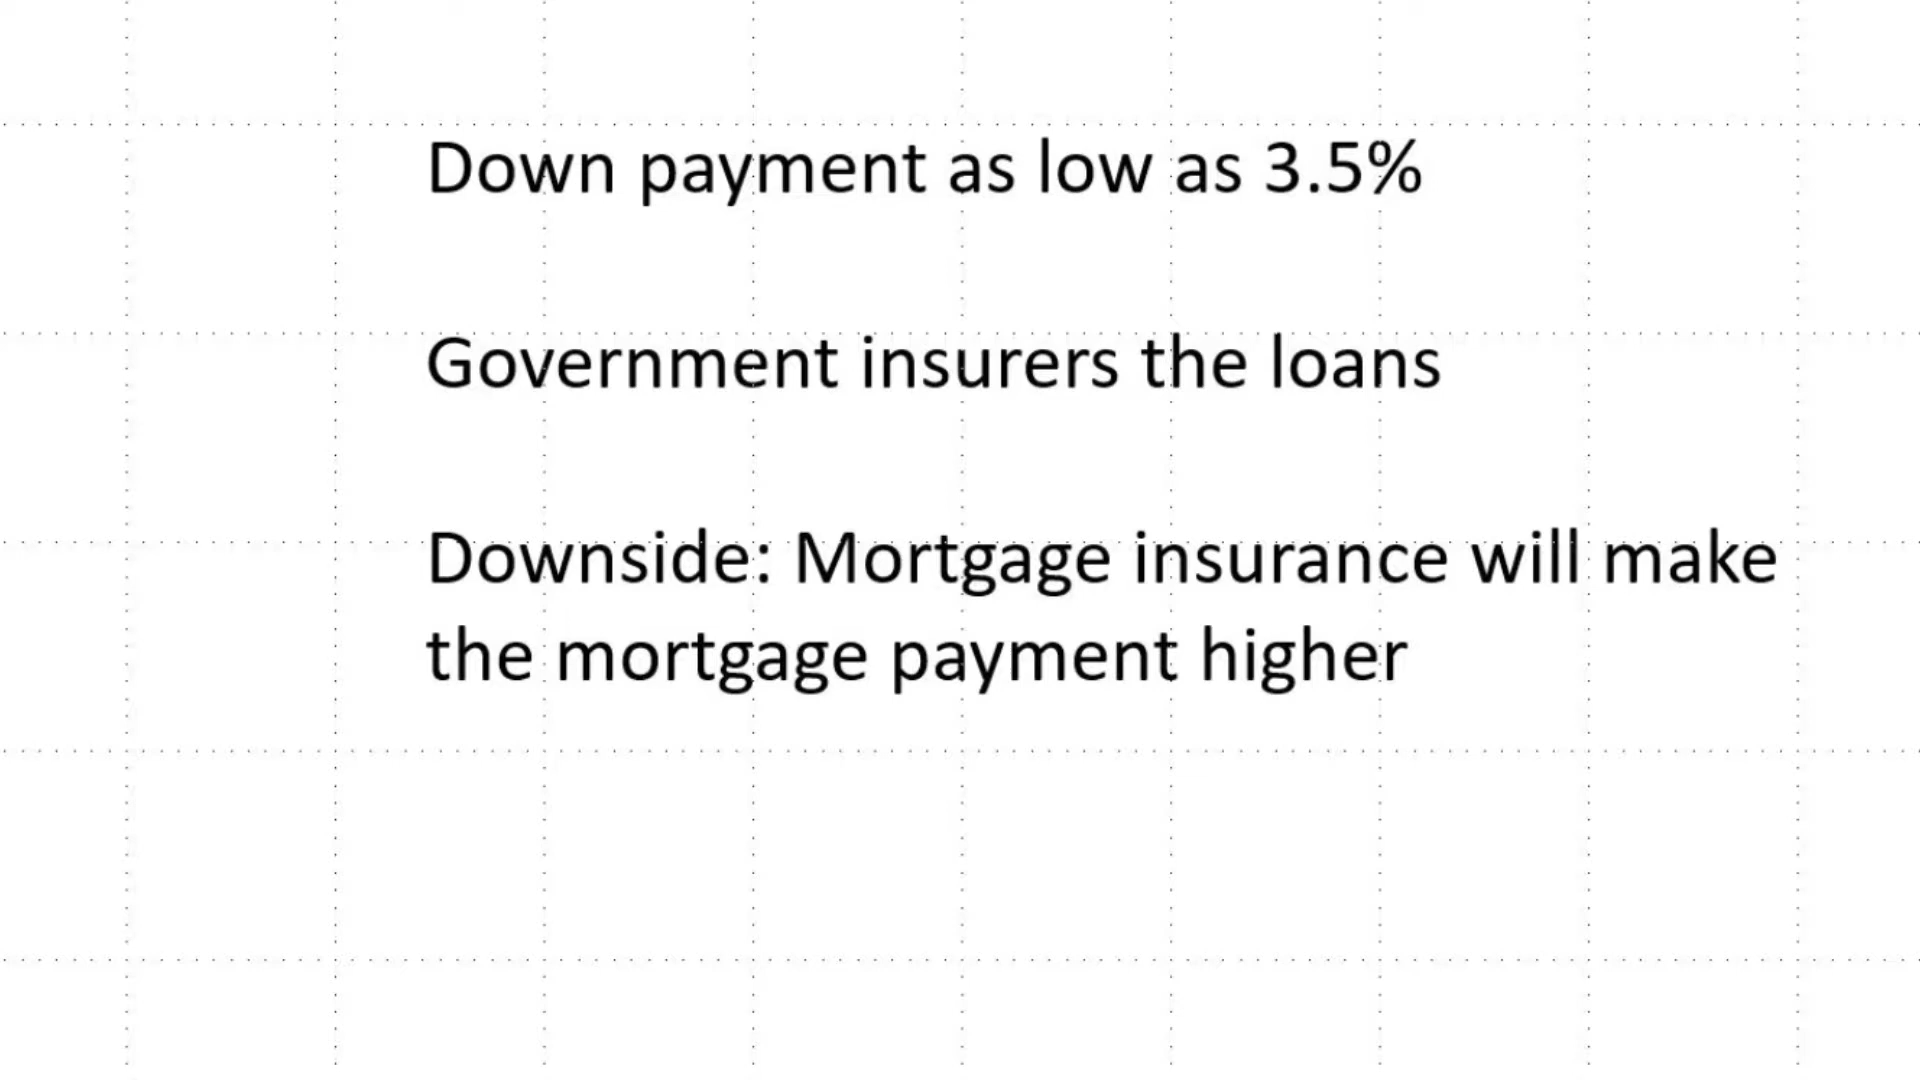 Down payment as low as 3.5%
Government insurers the loans
Downside: Mortgage insurance will make
the mortgage payment higher